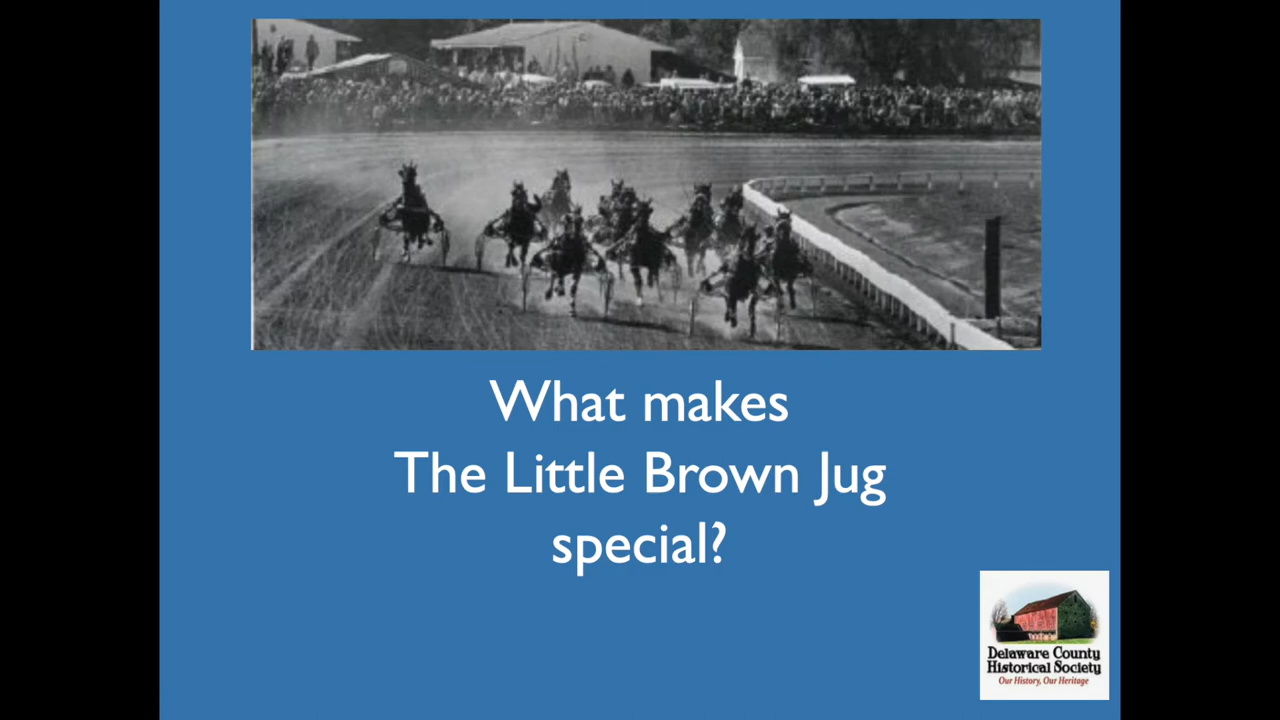 What makes
The Little Brown Jug
special?
Delaware County
Historical Society
Our History, Our Heritage